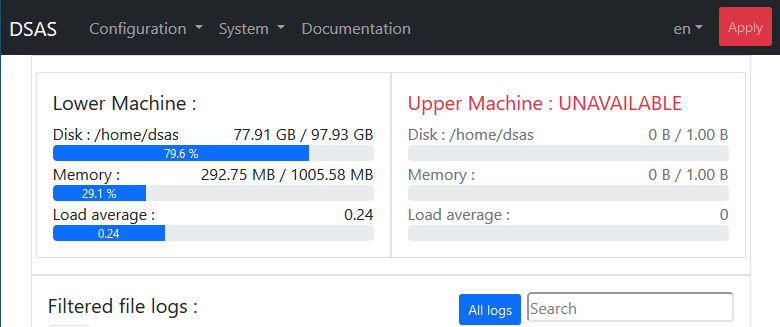 DSAS Configuration System Documentation en Apply
Lower Machine :
Disk : /home/dsas 77.91 GB / 97.93 GB
79.6 %
Memory : 292.75 MB / 1005.58 MB
29.1 %
Load average : 0.24
0.24
Upper Machine : UNAVAILABLE
Disk : /home/dsas 0 B / 1.00 B
Memory : 0 B / 1.00 B
Load average : 0
Filtered file logs : All logs Search